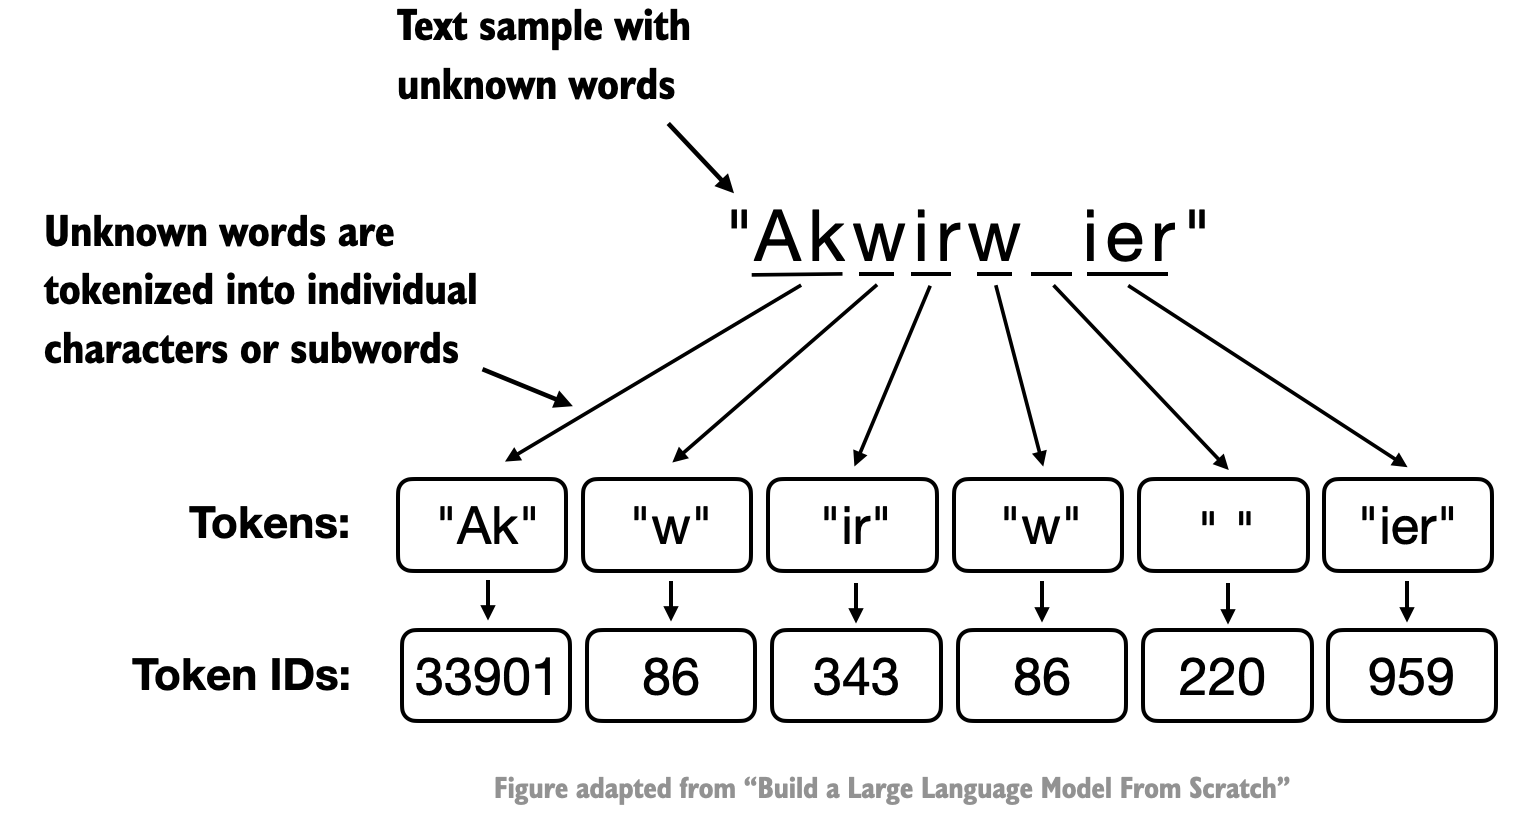 Text sample with
unknown words
"Akwirw ier"
Unknown words are
tokenized into individual
characters or subwords
Tokens: "Ak" "w" "ir" "w" " " "ier"
Token IDs: 33901 86 343 86 220 959
Figure adapted from “Build a Large Language Model From Scratch”